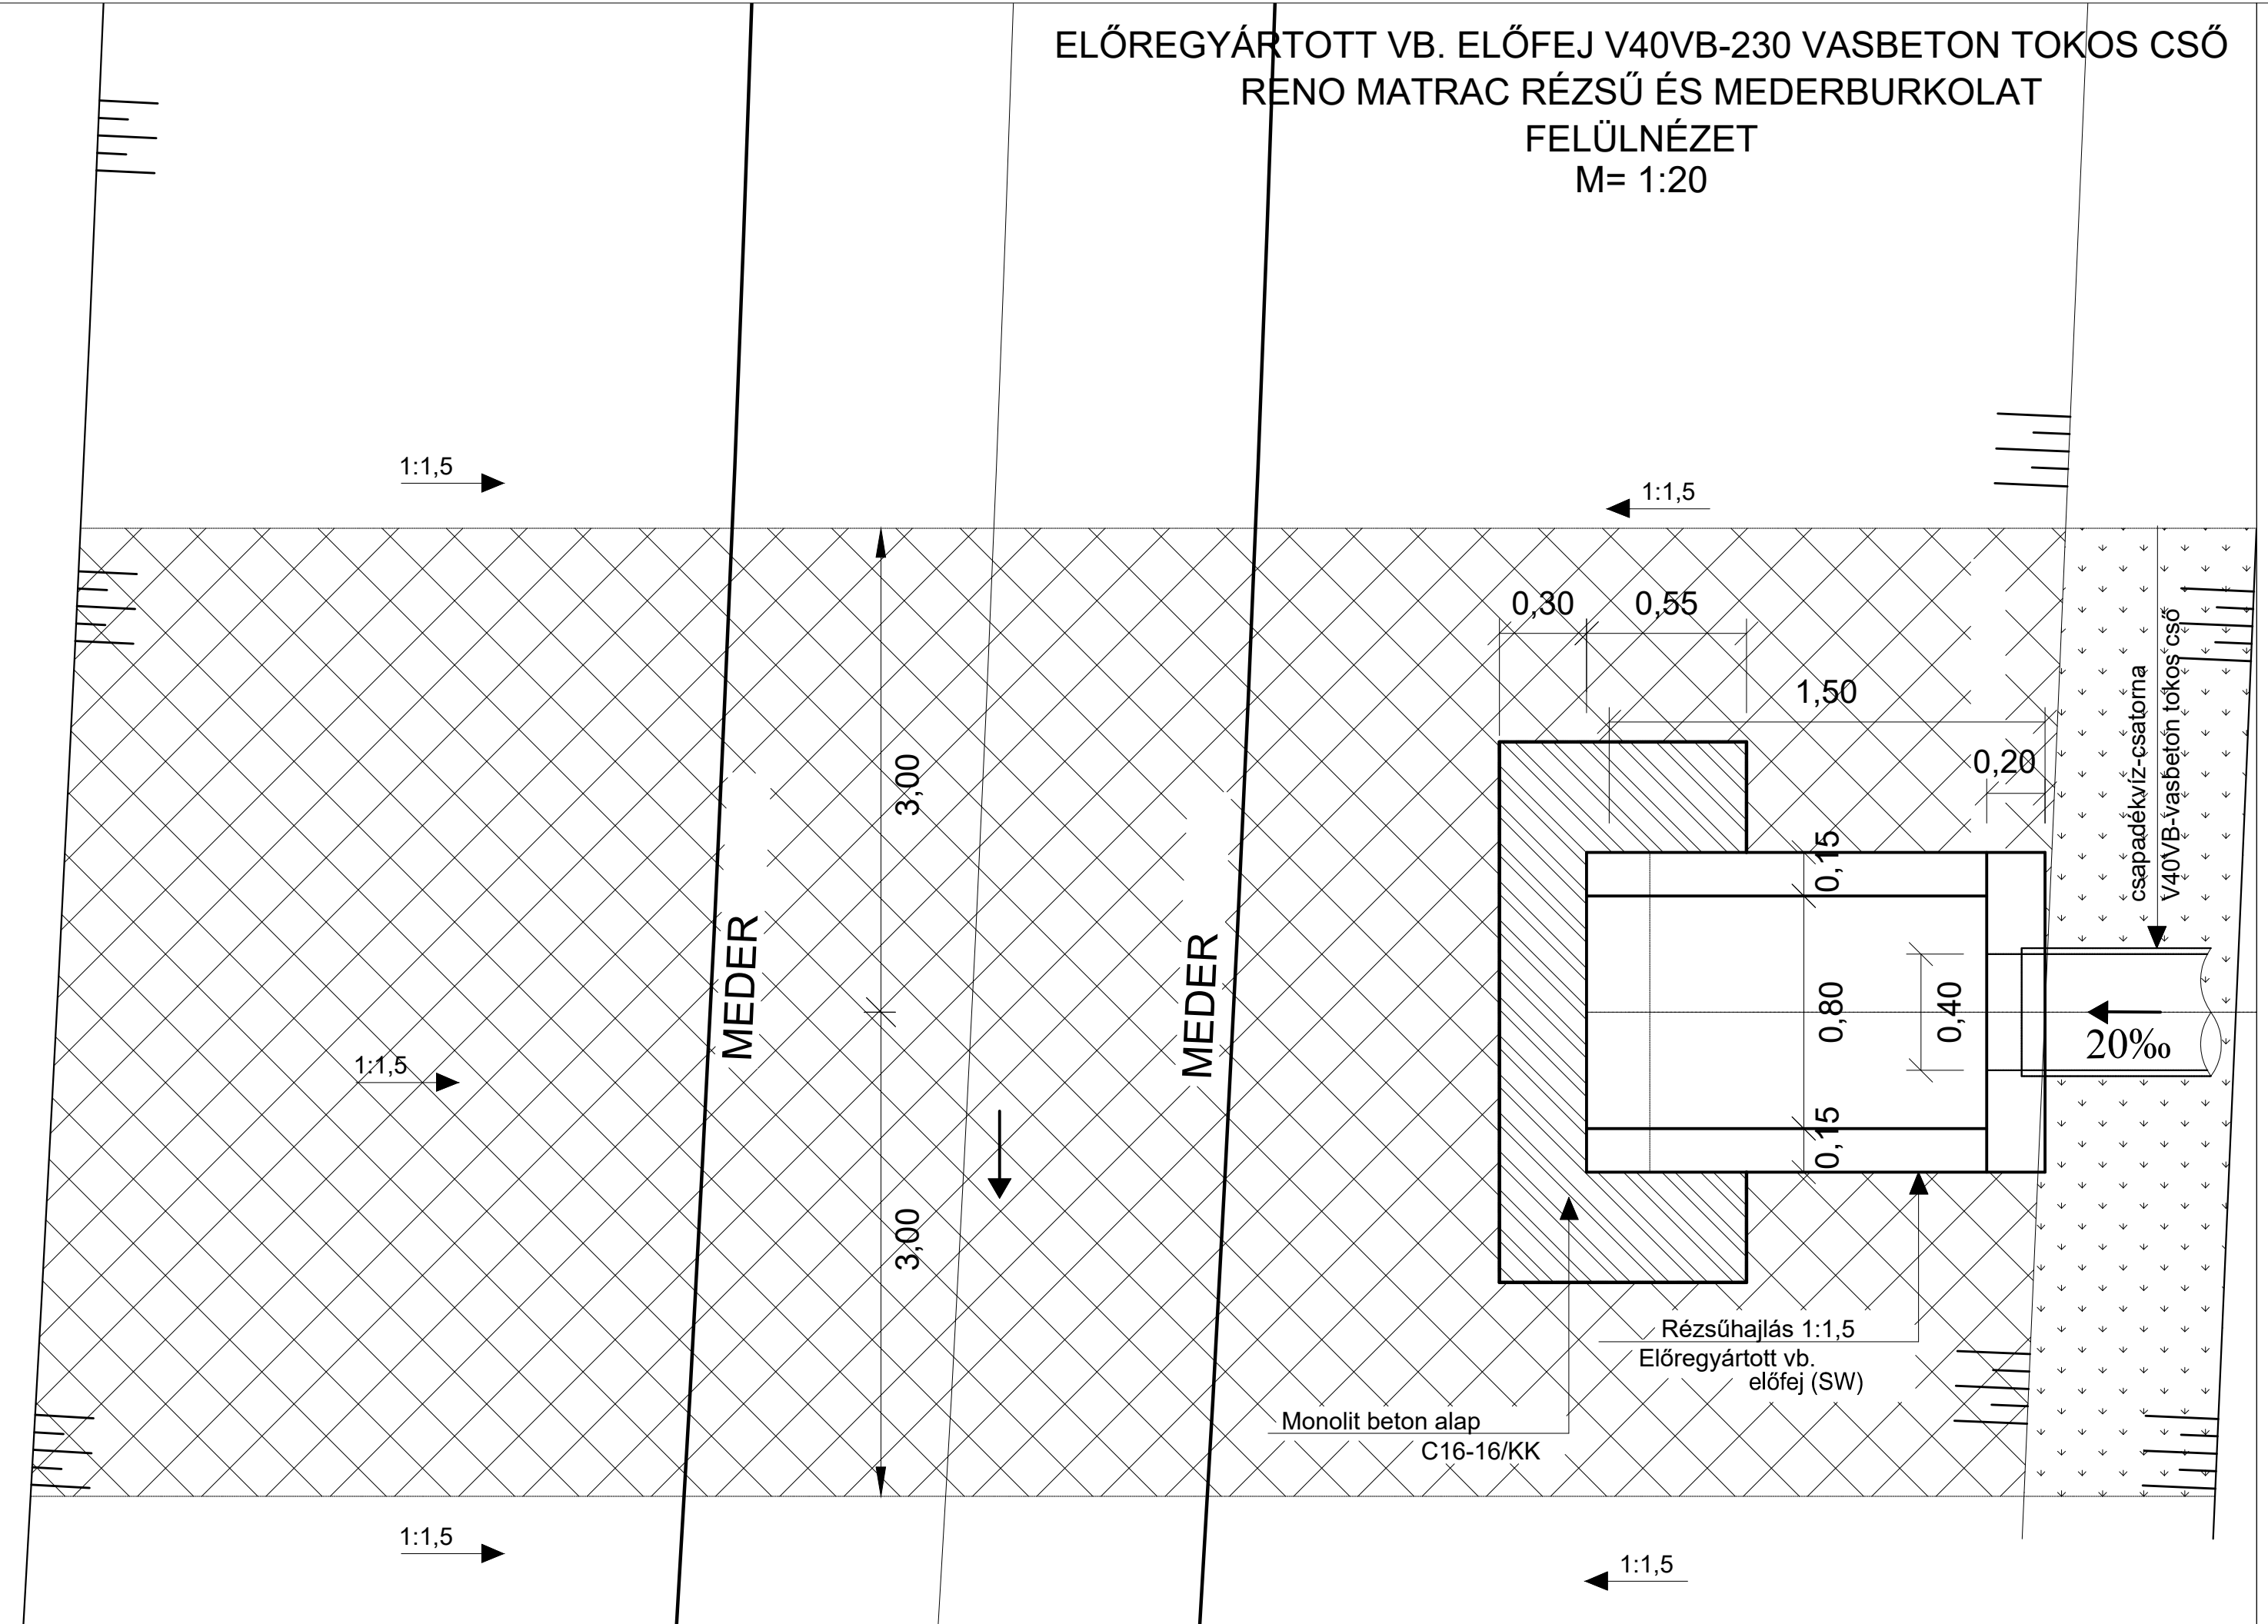 ELŐREGYÁRTOTT VB. ELŐFEJ V40VB-230 VASBETON TOKOS CSŐ
RENO MATRAC RÉZSŰ ÉS MEDERBURKOLAT
FELÜLNÉZET
M= 1:20
1:1,5
1:1,5
0,30
0,55
1,50
0,20
csapadékvíz-csatorna
V40VB-vasbeton tokos cső
3,00
0,15
MEDER
MEDER
0,80
0,40
20‰
1:1,5
0,15
3,00
Rézsűhajlás 1:1,5
Előregyártott vb.
előfej (SW)
Monolit beton alap
C16-16/KK
1:1,5
1:1,5